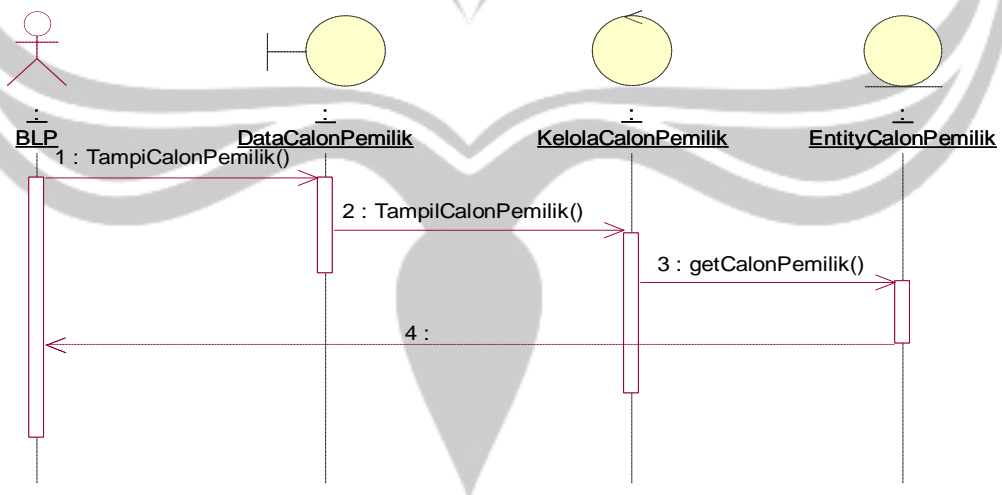 :
BLP
:
DataCalonPemilik
:
KelolaCalonPemilik
:
EntityCalonPemilik
1 : TampiCalonPemilik()
2 : TampilCalonPemilik()
3 : getCalonPemilik()
4 :